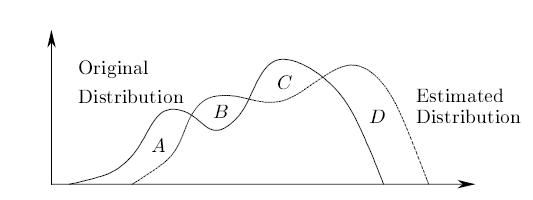 Original
Distribution
A
B
C
D
Estimated
Distribution